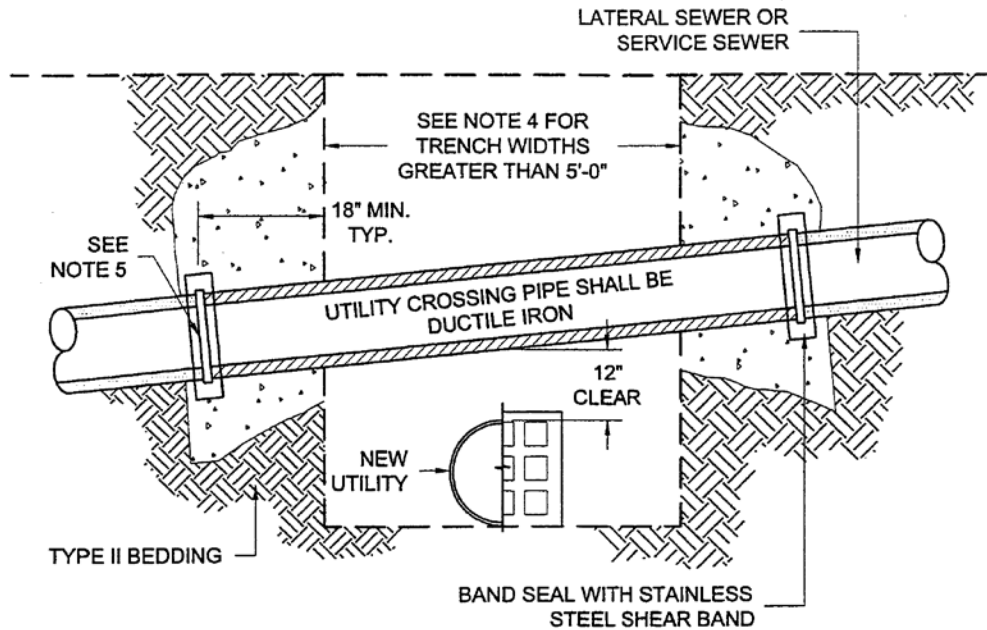 LATERAL SEWER OR
SERVICE SEWER
SEE NOTE 4 FOR
TRENCH WIDTHS
GREATER THAN 5'-0"
18" MIN.
TYP.
SEE
NOTE 5
UTILITY CROSSING PIPE SHALL BE
DUCTILE IRON
12"
CLEAR
NEW
UTILITY
TYPE II BEDDING
BAND SEAL WITH STAINLESS
STEEL SHEAR BAND